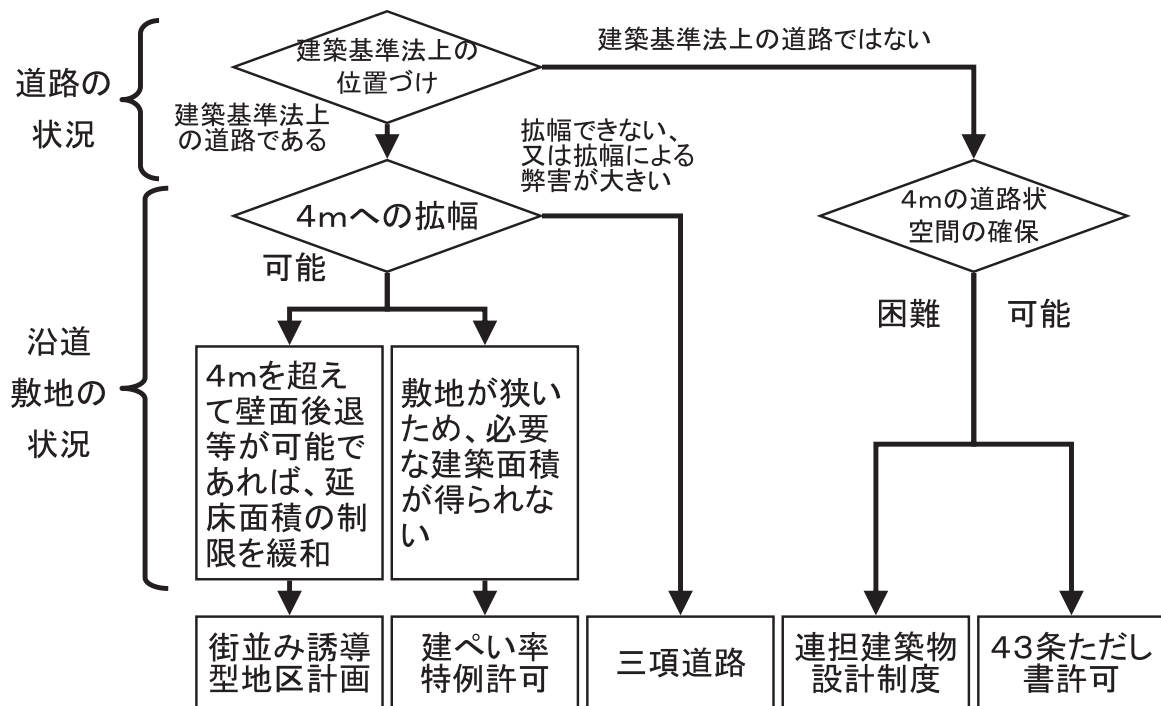 道路の
状況
建築基準法上の
位置づけ
建築基準法上の道路ではない
建築基準法上
の道路である
拡幅できない、
又は拡幅による
弊害が大きい
4mへの拡幅
4mの道路状
空間の確保
可能
困難
可能
沿道
敷地の
状況
4mを超え
て壁面後退
等が可能で
あれば、延
床面積の制
限を緩和
敷地が狭い
ため、必要
な建築面積
が得られな
い
街並み誘導
型地区計画
建ぺい率
特例許可
三項道路
連担建築物
設計制度
43条ただし
書許可